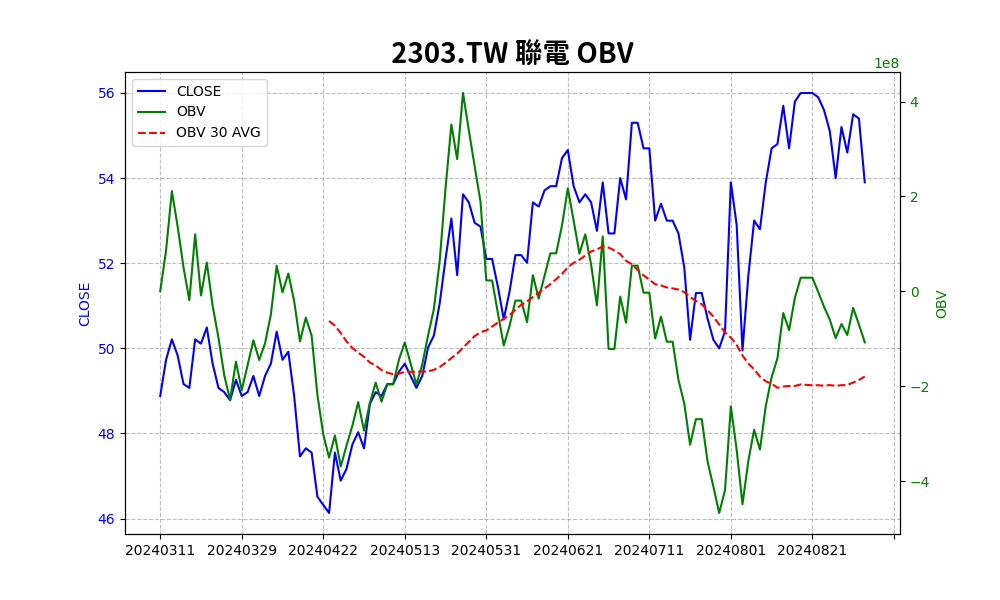 2303.TW 聯電 OBV
1e8
CLOSE
OBV
OBV 30 AVG
56
54
52
50
48
46
CLOSE
4
2
0
−2
−4
OBV
20240311 20240329 20240422 20240513 20240531 20240621 20240711 20240801 20240821